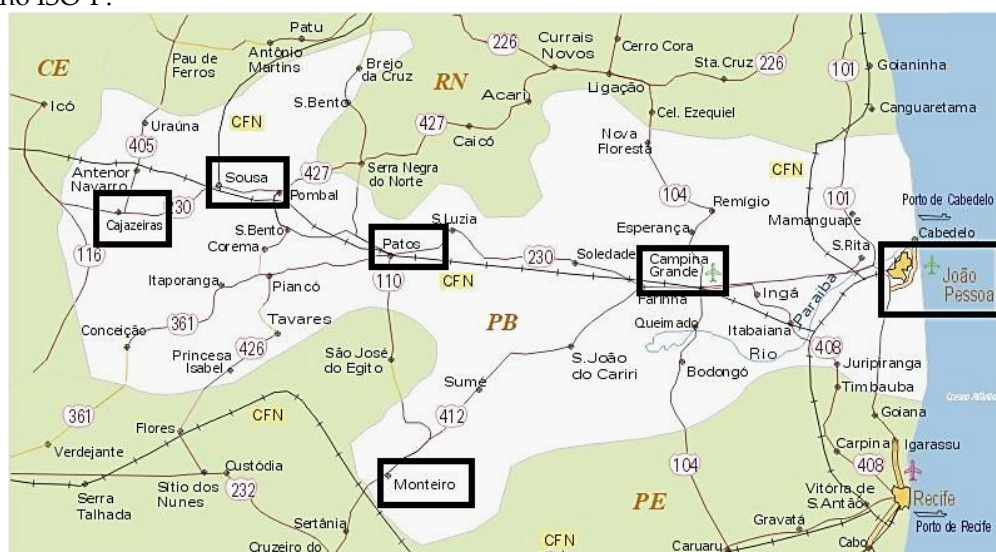 no ISO 1 .
Patu
Antônio
Martins
Pau de
Ferros
CE
Icó
Brejo
da Cruz
RN
226
Currais
Novos
Cerro Cora
Sta.Cruz
226
Ligação
101
Goianinha
Canguaretama
Uraúna
CFN
S.Bento
Acari
427
Caicó
Cel. Ezequiel
Nova
Floresta
405
Antenor
Navarro
Sousa
427
Pombal
Serra Negra
do Norte
CFN
104
Remígio
101
Mamanguape
Porto de Cabedelo
Cabedelo
Cajazeiras
230
S.Bento
Corema
Patos
S.Luzia
230
Soledade
Esperança
Campina
Grande
S.Rita
João
Pessoa
116
Itaporanga
Piancó
110
CFN
Farinha
Ingá
Paraíba
PB
Queimado
Itabaiana
Rio
Conceição
361
Tavares
426
Princesa
Isabel
São José
do Egito
S.João
do Cariri
Bodongó
408
Juripiranga
Timbauba
Sumé
412
361
Flores
CFN
Goiana
Verdejante
Monteiro
104
Carpina
408
Igarassu
Serra
Talhada
Sítio dos
Nunes
Custódia
232
PE
Vitória de
S.Antão
Recife
Porto de Recife
Sertânia
Cruzeiro do
CFN
Gravatá
Caruaru
Cabo